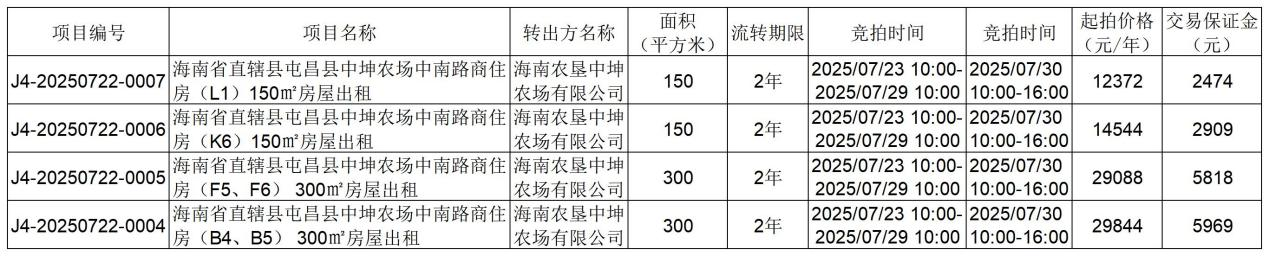 项目编号 项目名称 转出方名称 面积 流转期限 竞拍时间 竞拍时间 起拍价格 交易保证金
（平方米） （元/年） （元）
J4-20250722-0007 海南省直辖县屯昌县中坤农场中南路商住 海南农垦中坤 150 2年 2025/07/23 10:00- 2025/07/30 12372 2474
房（L1）150㎡房屋出租 农场有限公司 2025/07/29 10:00 10:00-16:00
J4-20250722-0006 海南省直辖县屯昌县中坤农场中南路商住 海南农垦中坤 150 2年 2025/07/23 10:00- 2025/07/30 14544 2909
房（K6）150㎡房屋出租 农场有限公司 2025/07/29 10:00 10:00-16:00
J4-20250722-0005 海南省直辖县屯昌县中坤农场中南路商住 海南农垦中坤 300 2年 2025/07/23 10:00- 2025/07/30 29088 5818
房（F5、F6） 300㎡房屋出租 农场有限公司 2025/07/29 10:00 10:00-16:00
J4-20250722-0004 海南省直辖县屯昌县中坤农场中南路商住 海南农垦中坤 300 2年 2025/07/23 10:00- 2025/07/30 29844 5969
房（B4、B5） 300㎡房屋出租 农场有限公司 2025/07/29 10:00 10:00-16:00